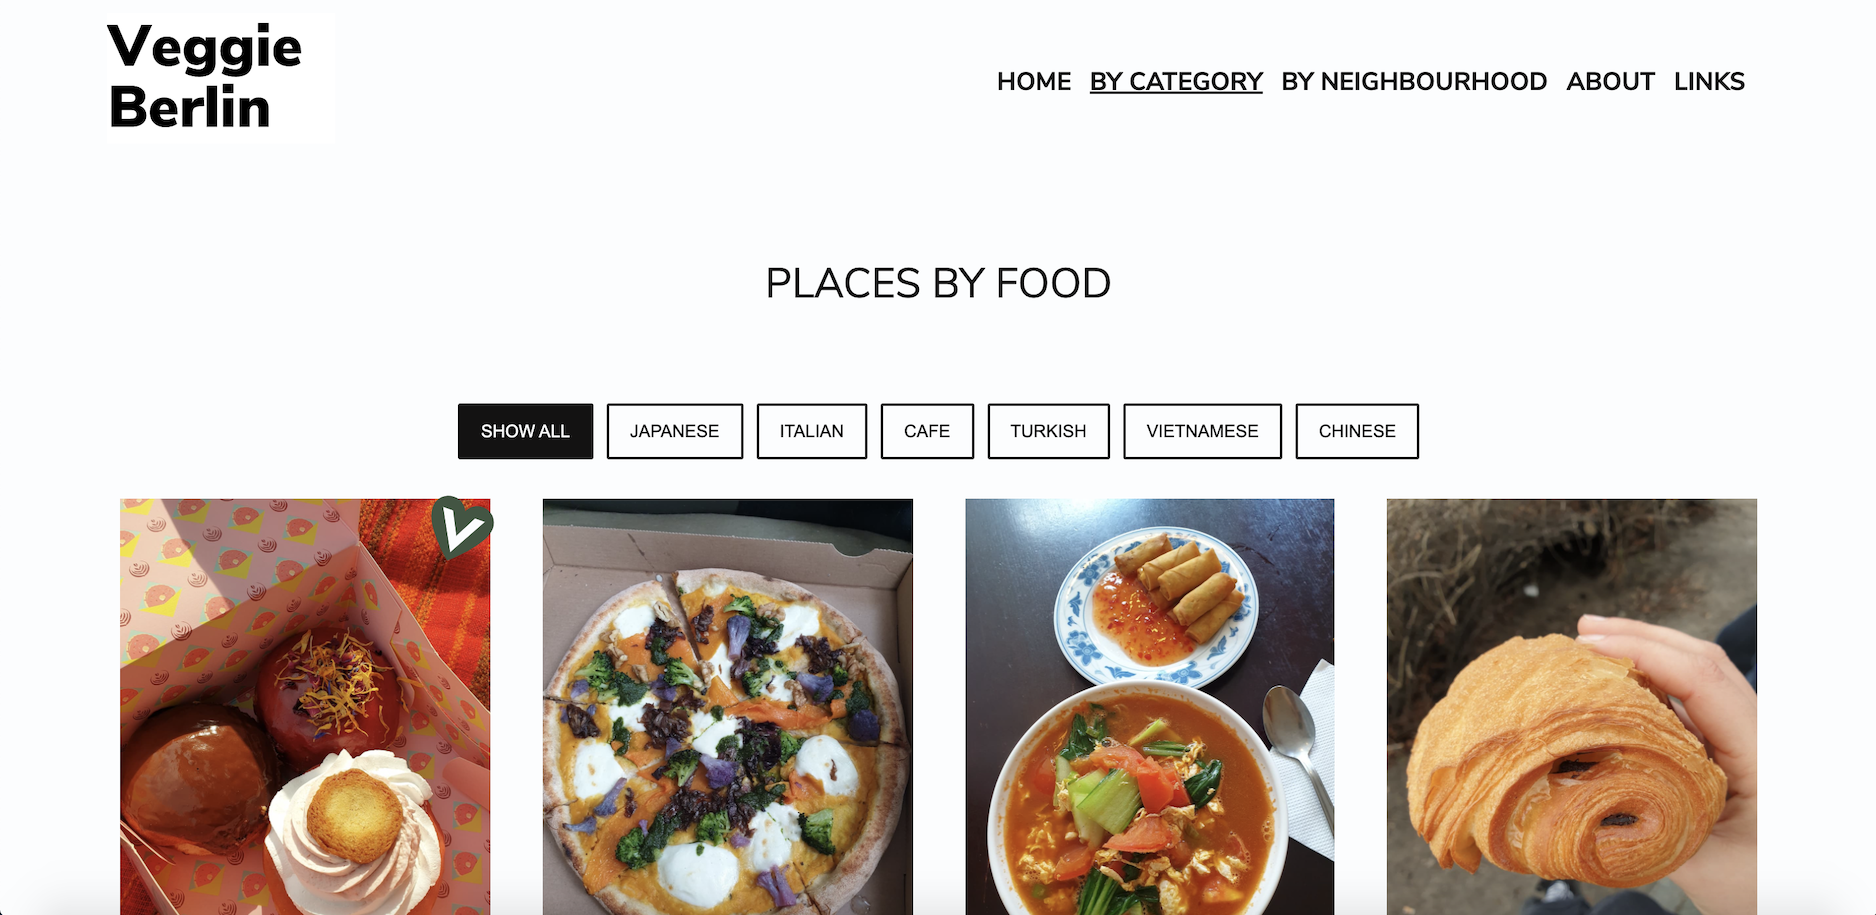 Veggie
Berlin
HOME BY CATEGORY BY NEIGHBOURHOOD ABOUT LINKS
PLACES BY FOOD
SHOW ALL JAPANESE ITALIAN CAFE TURKISH VIETNAMESE CHINESE
V